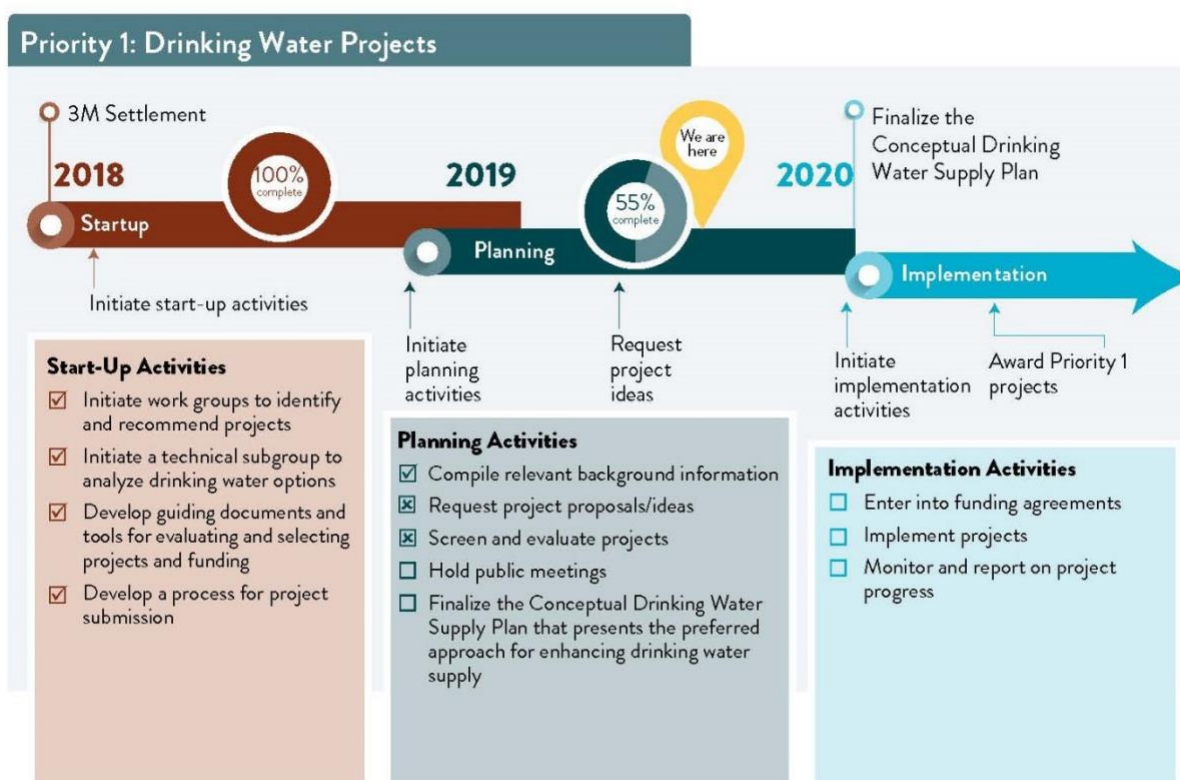 Priority 1: Drinking Water Projects
3M Settlement
2018
100%
complete
2019
55%
complete
We are
here
2020
Finalize the
Conceptual Drinking
Water Supply Plan
Startup
Planning
Implementation
Initiate start-up activities
Initiate
planning
activities
Request
project
ideas
Initiate
implementation
activities
Award Priority 1
projects
Start-Up Activities
Initiate work groups to identify
and recommend projects
Initiate a technical subgroup to
analyze drinking water options
Develop guiding documents and
tools for evaluating and selecting
projects and funding
Develop a process for project
submission
Planning Activities
Compile relevant background information
Request project proposals/ideas
Screen and evaluate projects
Hold public meetings
Finalize the Conceptual Drinking Water
Supply Plan that presents the preferred
approach for enhancing drinking water
supply
Implementation Activities
Enter into funding agreements
Implement projects
Monitor and report on project
progress